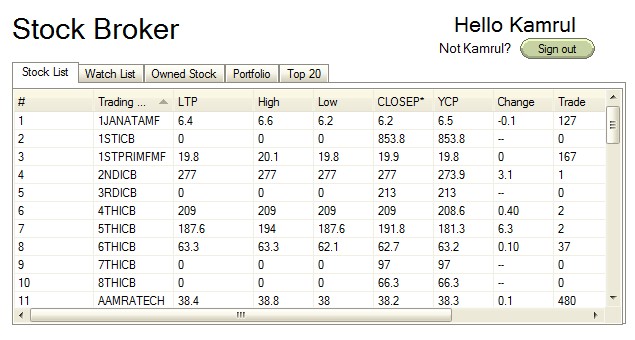 Stock Broker
Hello Kamrul
Not Kamrul? Sign out
Stock List Watch List Owned Stock Portfolio Top 20
# Trading ... LTP High Low CLOSEP* YCP Change Trade
1 1JANATAMF 6.4 6.6 6.2 6.2 6.5 -0.1 127
2 1STICB 0 0 0 853.8 853.8 -- 0
3 1STPRIMFMF 19.8 20.1 19.8 19.9 19.8 0 167
4 2NDICB 277 277 277 277 273.9 3.1 1
5 3RDICB 0 0 0 213 213 -- 0
6 4THICB 209 209 209 209 208.6 0.40 2
7 5THICB 187.6 194 187.6 191.8 181.3 6.3 2
8 6THICB 63.3 63.3 62.1 62.7 63.2 0.10 37
9 7THICB 0 0 0 97 97 -- 0
10 8THICB 0 0 0 66.3 66.3 -- 0
11 AAMRATECH 38.4 38.8 38 38.2 38.3 0.1 480